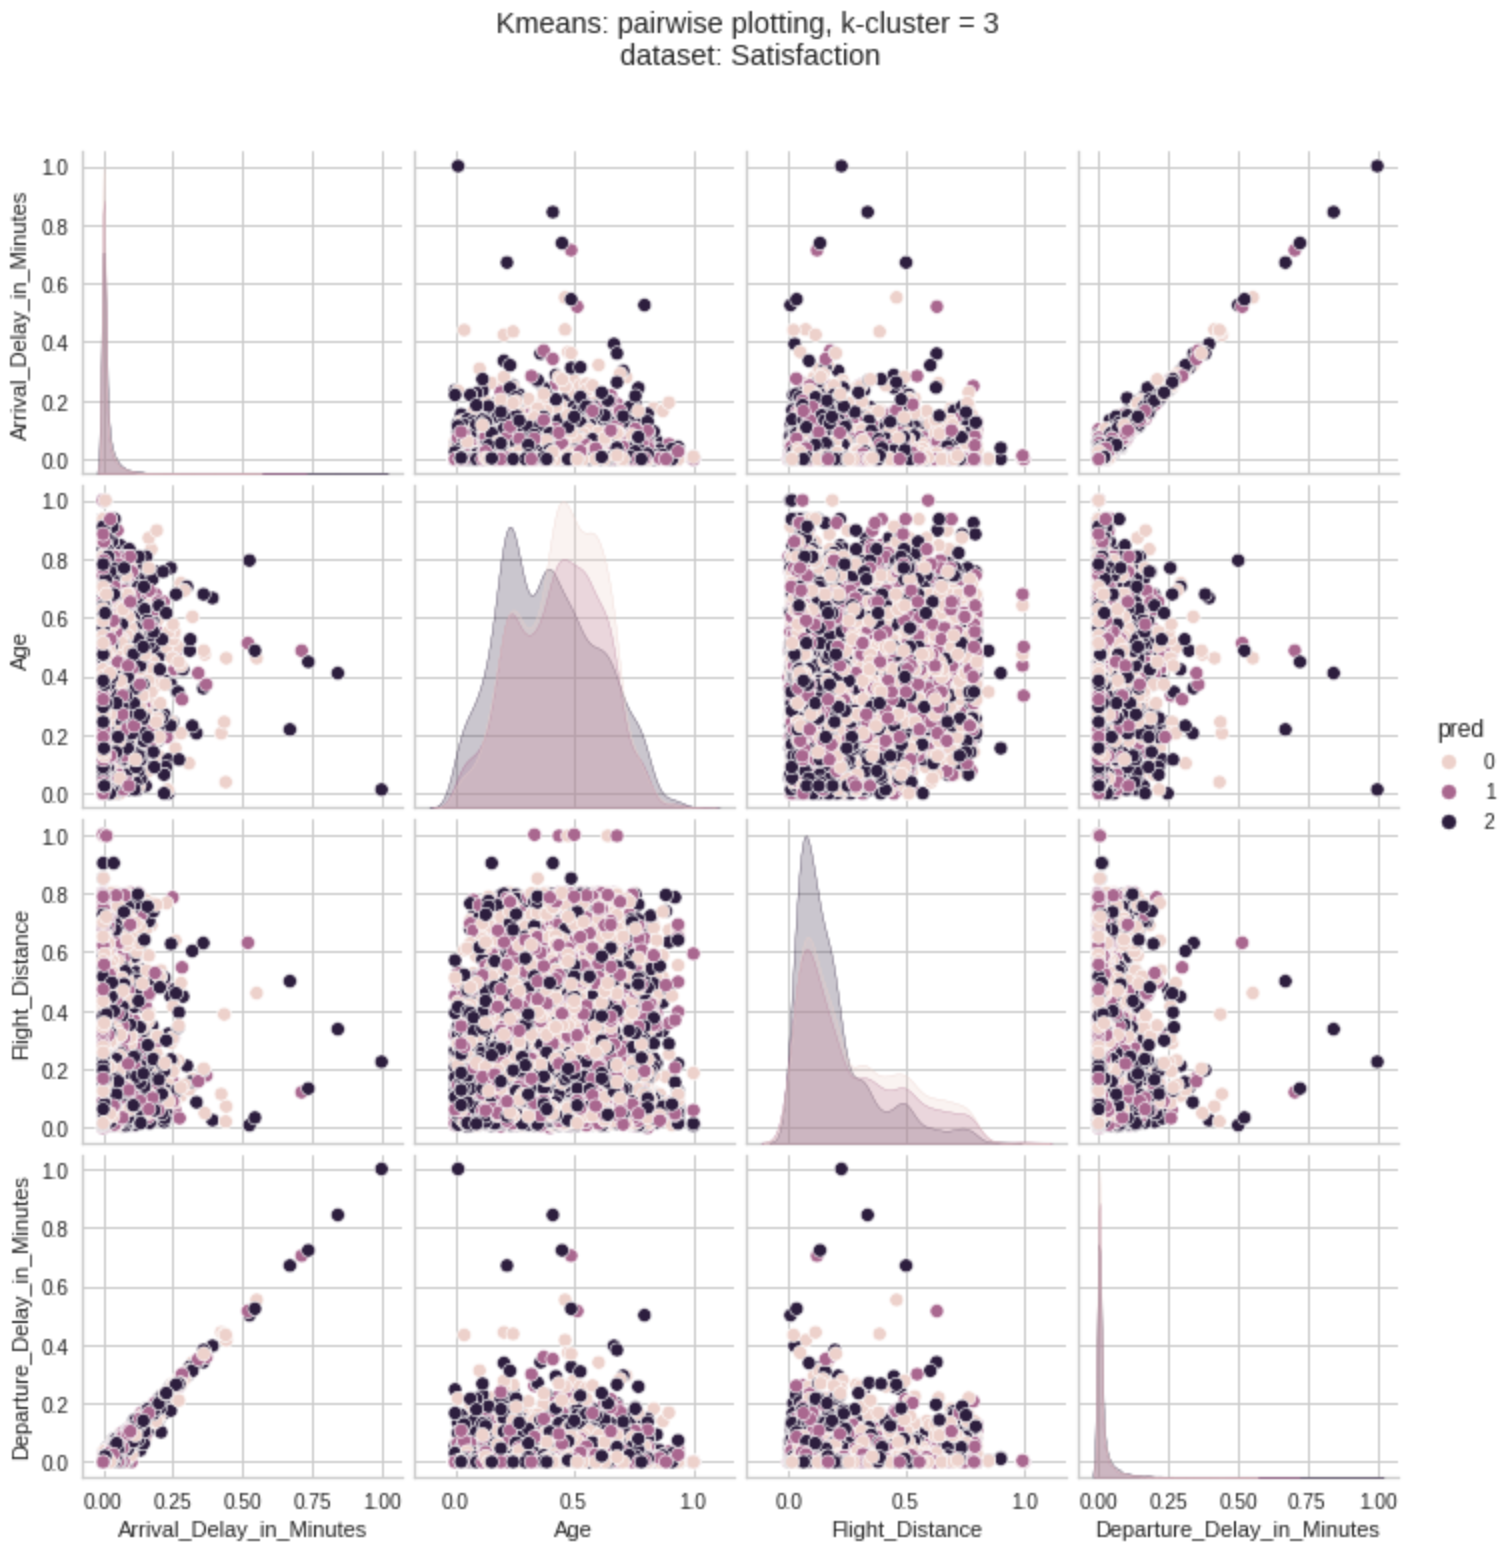 Kmeans: pairwise plotting, k-cluster = 3
dataset: Satisfaction
1.0
0.8
0.6
0.4
0.2
0.0
Arrival_Delay_in_Minutes
1.0
0.8
0.6
0.4
0.2
0.0
Age
1.0
0.8
0.6
0.4
0.2
0.0
Flight_Distance
1.0
0.8
0.6
0.4
0.2
0.0
Departure_Delay_in_Minutes
0.00 0.25 0.50 0.75 1.00
Arrival_Delay_in_Minutes
0.0 0.5 1.0
Age
0.0 0.5 1.0
Flight_Distance
0.00 0.25 0.50 0.75 1.00
Departure_Delay_in_Minutes
pred
0
1
2